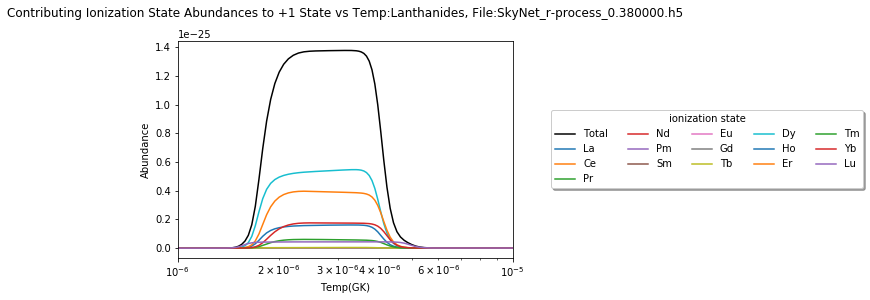 Contributing Ionization State Abundances to +1 State vs Temp:Lanthanides, File:SkyNet_r-process_0.380000.h5
1e−25
1.4
1.2
1.0
0.8
0.6
0.4
0.2
0.0
Abundance
10⁻⁶
2 × 10⁻⁶
3 × 10⁻⁶
4 × 10⁻⁶
6 × 10⁻⁶
10⁻⁵
Temp(GK)
ionization state
Total Nd Eu Dy Tm
La Pm Gd Ho Yb
Ce Sm Tb Er Lu
Pr